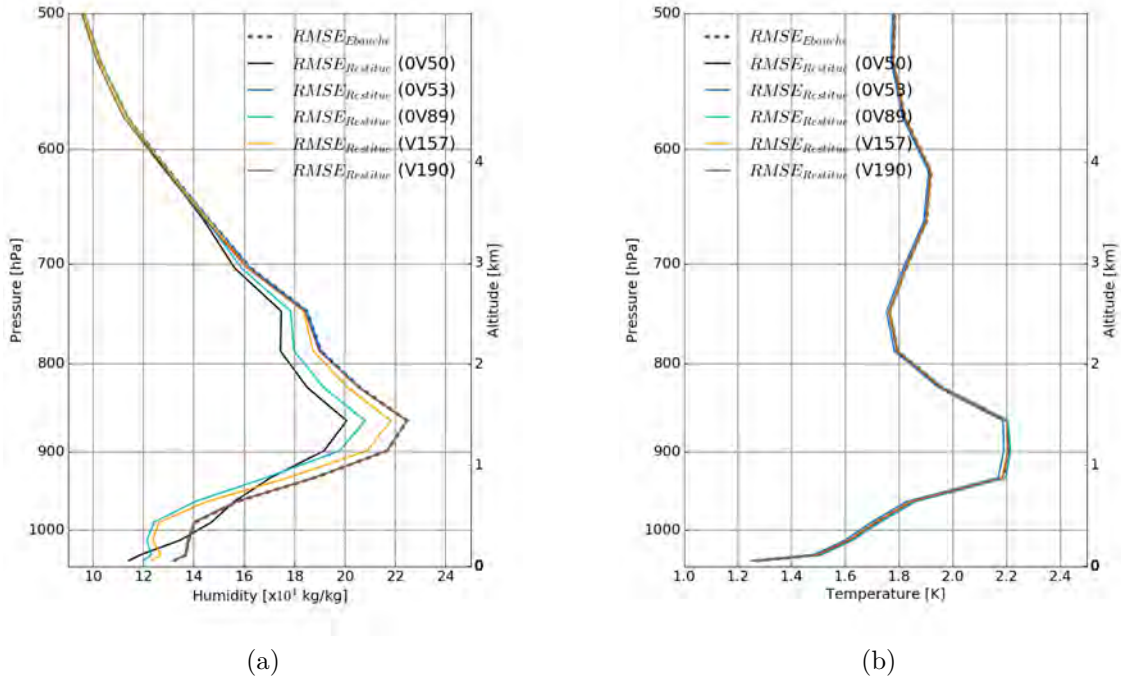 500
600
700
800
900
1000
Pressure [hPa]
RMSE_Ebauche
RMSE_Restitue (0V50)
RMSE_Restitue (0V53)
RMSE_Restitue (0V89)
RMSE_Restitue (V157)
RMSE_Restitue (V190)
4
3
2
1
0
Altitude [km]
10 12 14 16 18 20 22 24
Humidity [x10¹ kg/kg]
(a)
500
600
700
800
900
1000
Pressure [hPa]
RMSE_Ebauche
RMSE_Restitue (0V50)
RMSE_Restitue (0V53)
RMSE_Restitue (0V89)
RMSE_Restitue (V157)
RMSE_Restitue (V190)
4
3
2
1
0
Altitude [km]
1.0 1.2 1.4 1.6 1.8 2.0 2.2 2.4
Temperature [K]
(b)